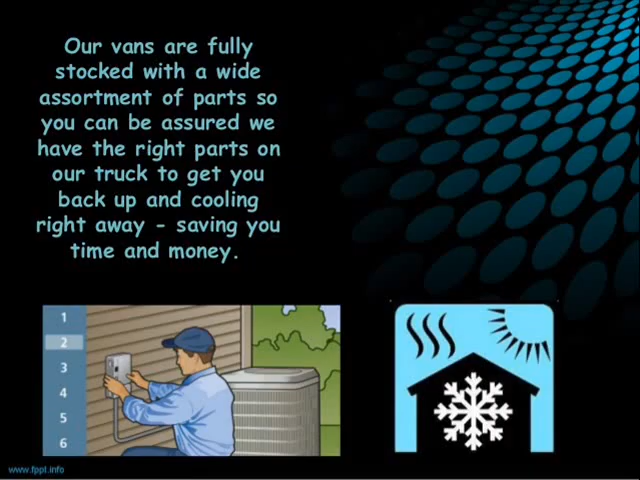 Our vans are fully
stocked with a wide
assortment of parts so
you can be assured we
have the right parts on
our truck to get you
back up and cooling
right away - saving you
time and money.
1
2
3
4
5
6
www.fppt.info